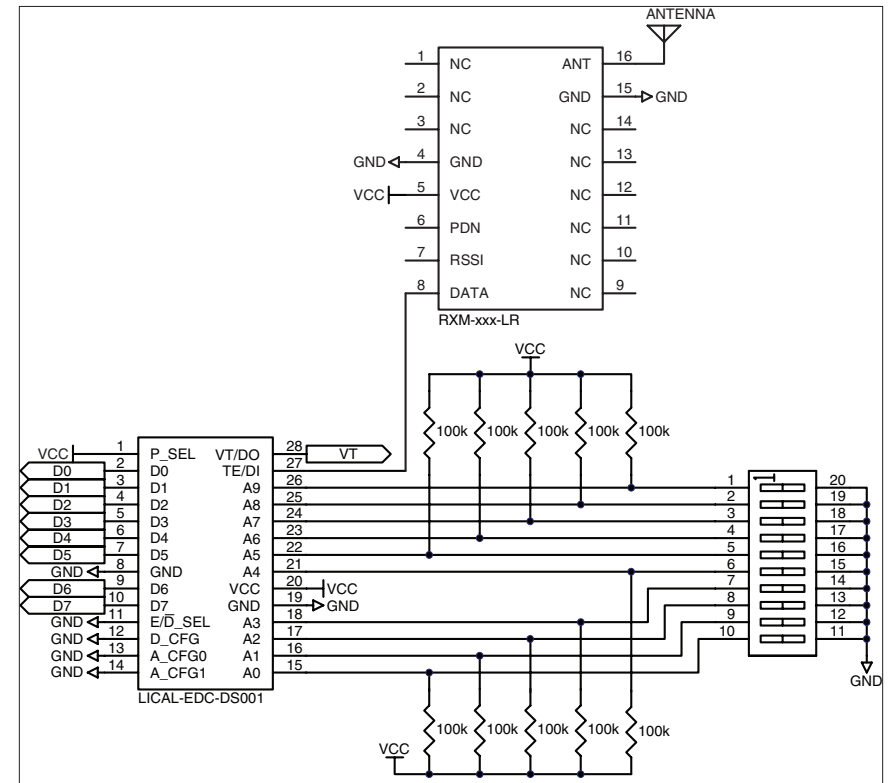 ANTENNA
1 NC ANT 16
2 NC GND 15 GND
3 NC NC 14
GND 4 GND NC 13
VCC 5 VCC NC 12
6 PDN NC 11
7 RSSI NC 10
8 DATA NC 9
RXM-xxx-LR
VCC
100k 100k 100k 100k 100k
VCC 1 P_SEL VT/DO 28 VT
D0 2 D0 TE/DI 27
D1 3 D1 A9 26 1 20
D2 4 D2 A8 25 2 19
D3 5 D3 A7 24 3 18
D4 6 D4 A6 23 4 17
D5 7 D5 A5 22 5 16
GND 8 GND A4 21 6 15
D6 9 D6 VCC 20 VCC 7 14
D7 10 D7 GND 19 GND 8 13
GND 11 E/D_SEL A3 18 9 12
GND 12 D_CFG A2 17 10 11
GND 13 A_CFG0 A1 16
GND 14 A_CFG1 A0 15
GND
LICAL-EDC-DS001
100k 100k 100k 100k 100k
VCC